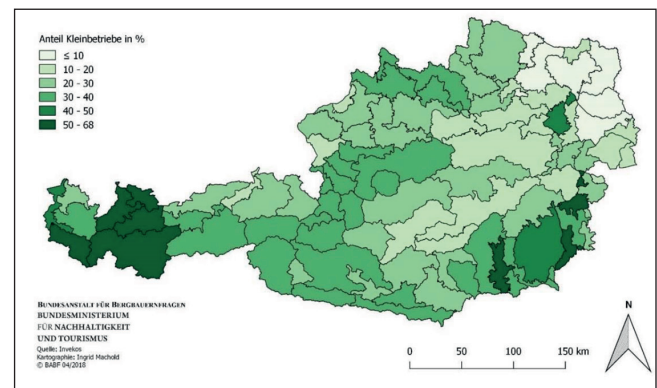 Anteil Kleinbetriebe in %
≤ 10
10 - 20
20 - 30
30 - 40
40 - 50
50 - 68
BUNDESANSTALT FÜR BERGBAUERNFRAGEN
BUNDESMINISTERIUM
FÜR NACHHALTIGKEIT
UND TOURISMUS
Quelle: Invekos
Kartographie: Ingrid Machold
© BABF 04/2018
N
0 50 100 150 km